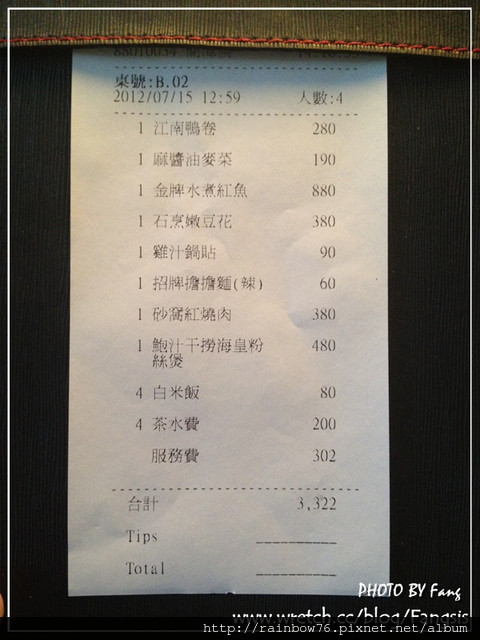 桌號:B.02
2012/07/15 12:59 人數:4
1 江南鴨卷 280
1 麻醬油麥菜 190
1 金牌水煮紅魚 880
1 石烹嫩豆花 380
1 雞汁鍋貼 90
1 招牌擔擔麵(辣) 60
1 砂窩紅燒肉 380
1 鮑汁干撈海皇粉 480
絲煲
4 白米飯 80
4 茶水費 200
服務費 302
合計 3,322
Tips
Total
PHOTO BY Fang
www.wretch.cc/blog/Fangsis
http://rainbow76.pixnet.net/album